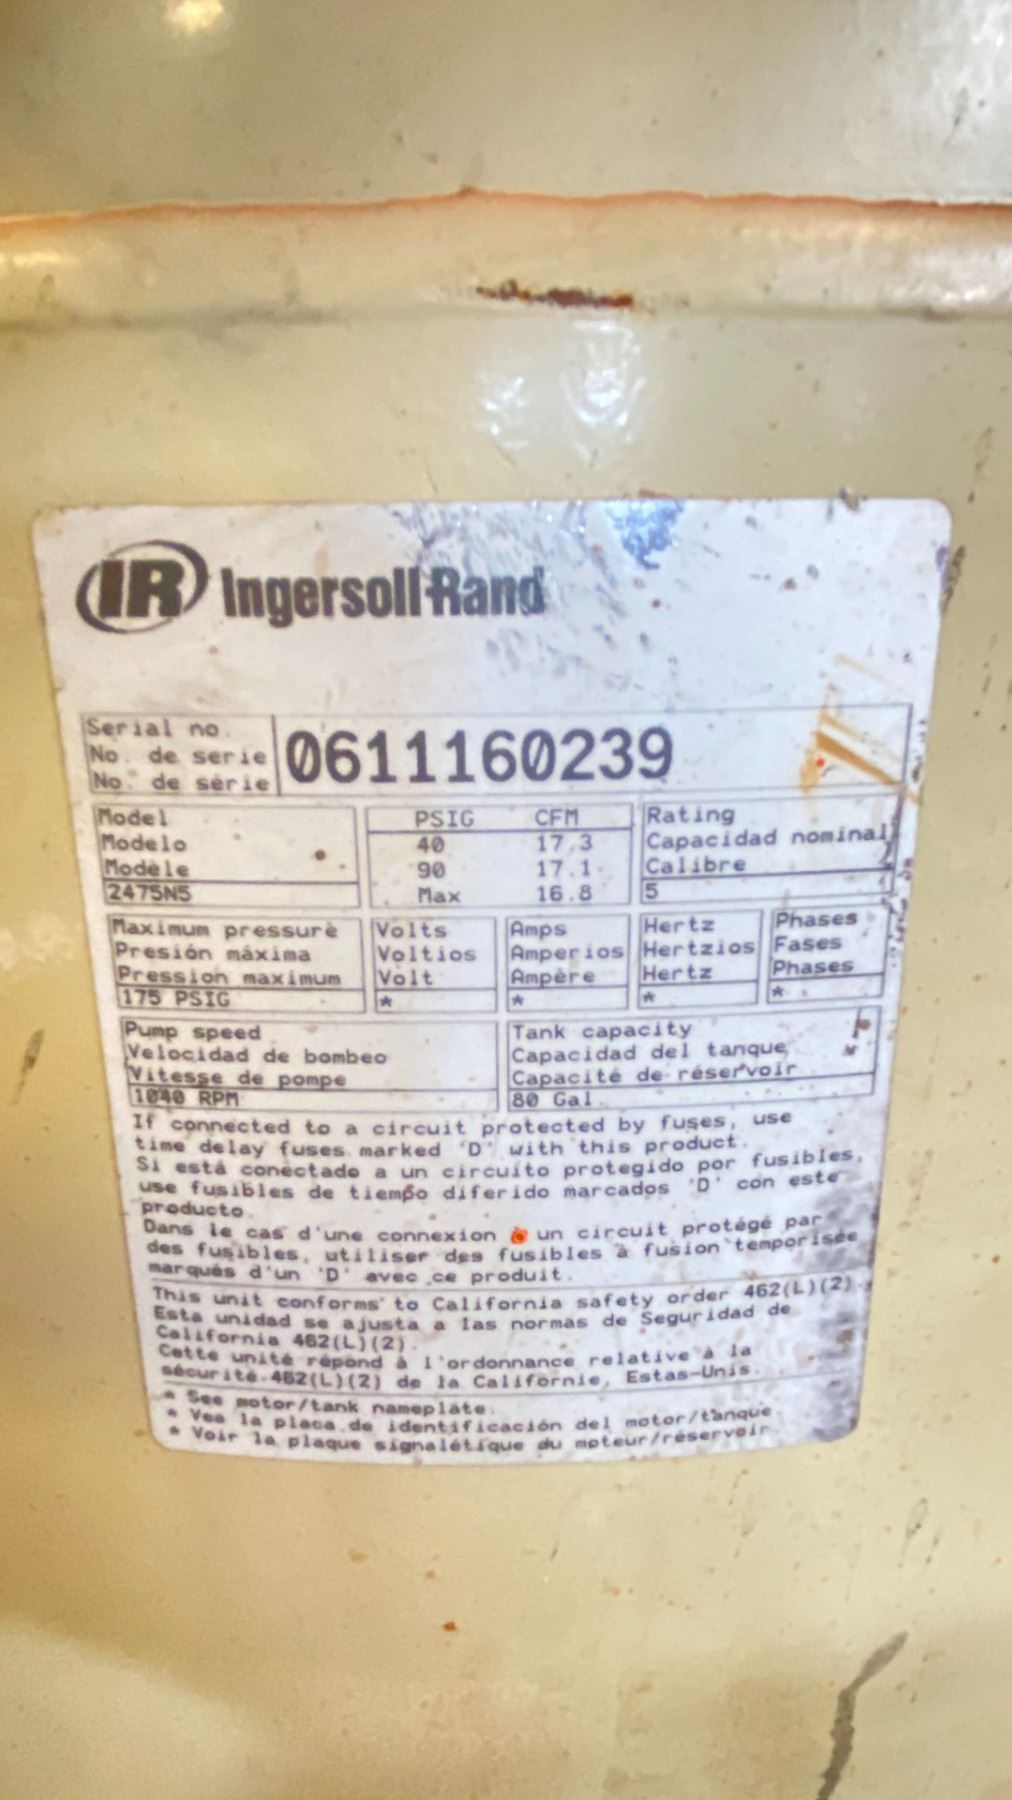 IR Ingersoll-Rand
Serial no.
No. de serie
No. de série
0611160239
Model
Modelo
Modèle
2475N5
PSIG CFM
40 17.3
90 17.1
Max 16.8
Rating
Capacidad nominal
Calibre
5
Maximum pressure
Presión máxima
Pression maximum
175 PSIG
Volts
Voltios
Volt
*
Amps
Amperios
Ampère
*
Hertz
Hertzios
Hertz
*
Phases
Fases
Phases
*
Pump speed
Velocidad de bombeo
Vitesse de pompe
1040 RPM
Tank capacity
Capacidad del tanque
Capacité de réservoir
80 Gal
If connected to a circuit protected by fuses, use
time delay fuses marked 'D' with this product.
Si está conectado a un circuito protegido por fusibles,
use fusibles de tiempo diferido marcados 'D' con este
producto.
Dans le cas d'une connexion à un circuit protégé par
des fusibles, utiliser des fusibles à fusion temporisée
marqués d'un 'D' avec ce produit.
This unit conforms to California safety order 462(L)(2).
Esta unidad se ajusta a las normas de Seguridad de
California 462(L)(2).
Cette unité répond à l'ordonnance relative à la
sécurité 462(L)(2) de la Californie, Estas-Unis.
* See motor/tank nameplate.
* Vea la placa de identificación del motor/tanque
* Voir la plaque signalétique du moteur/réservoir